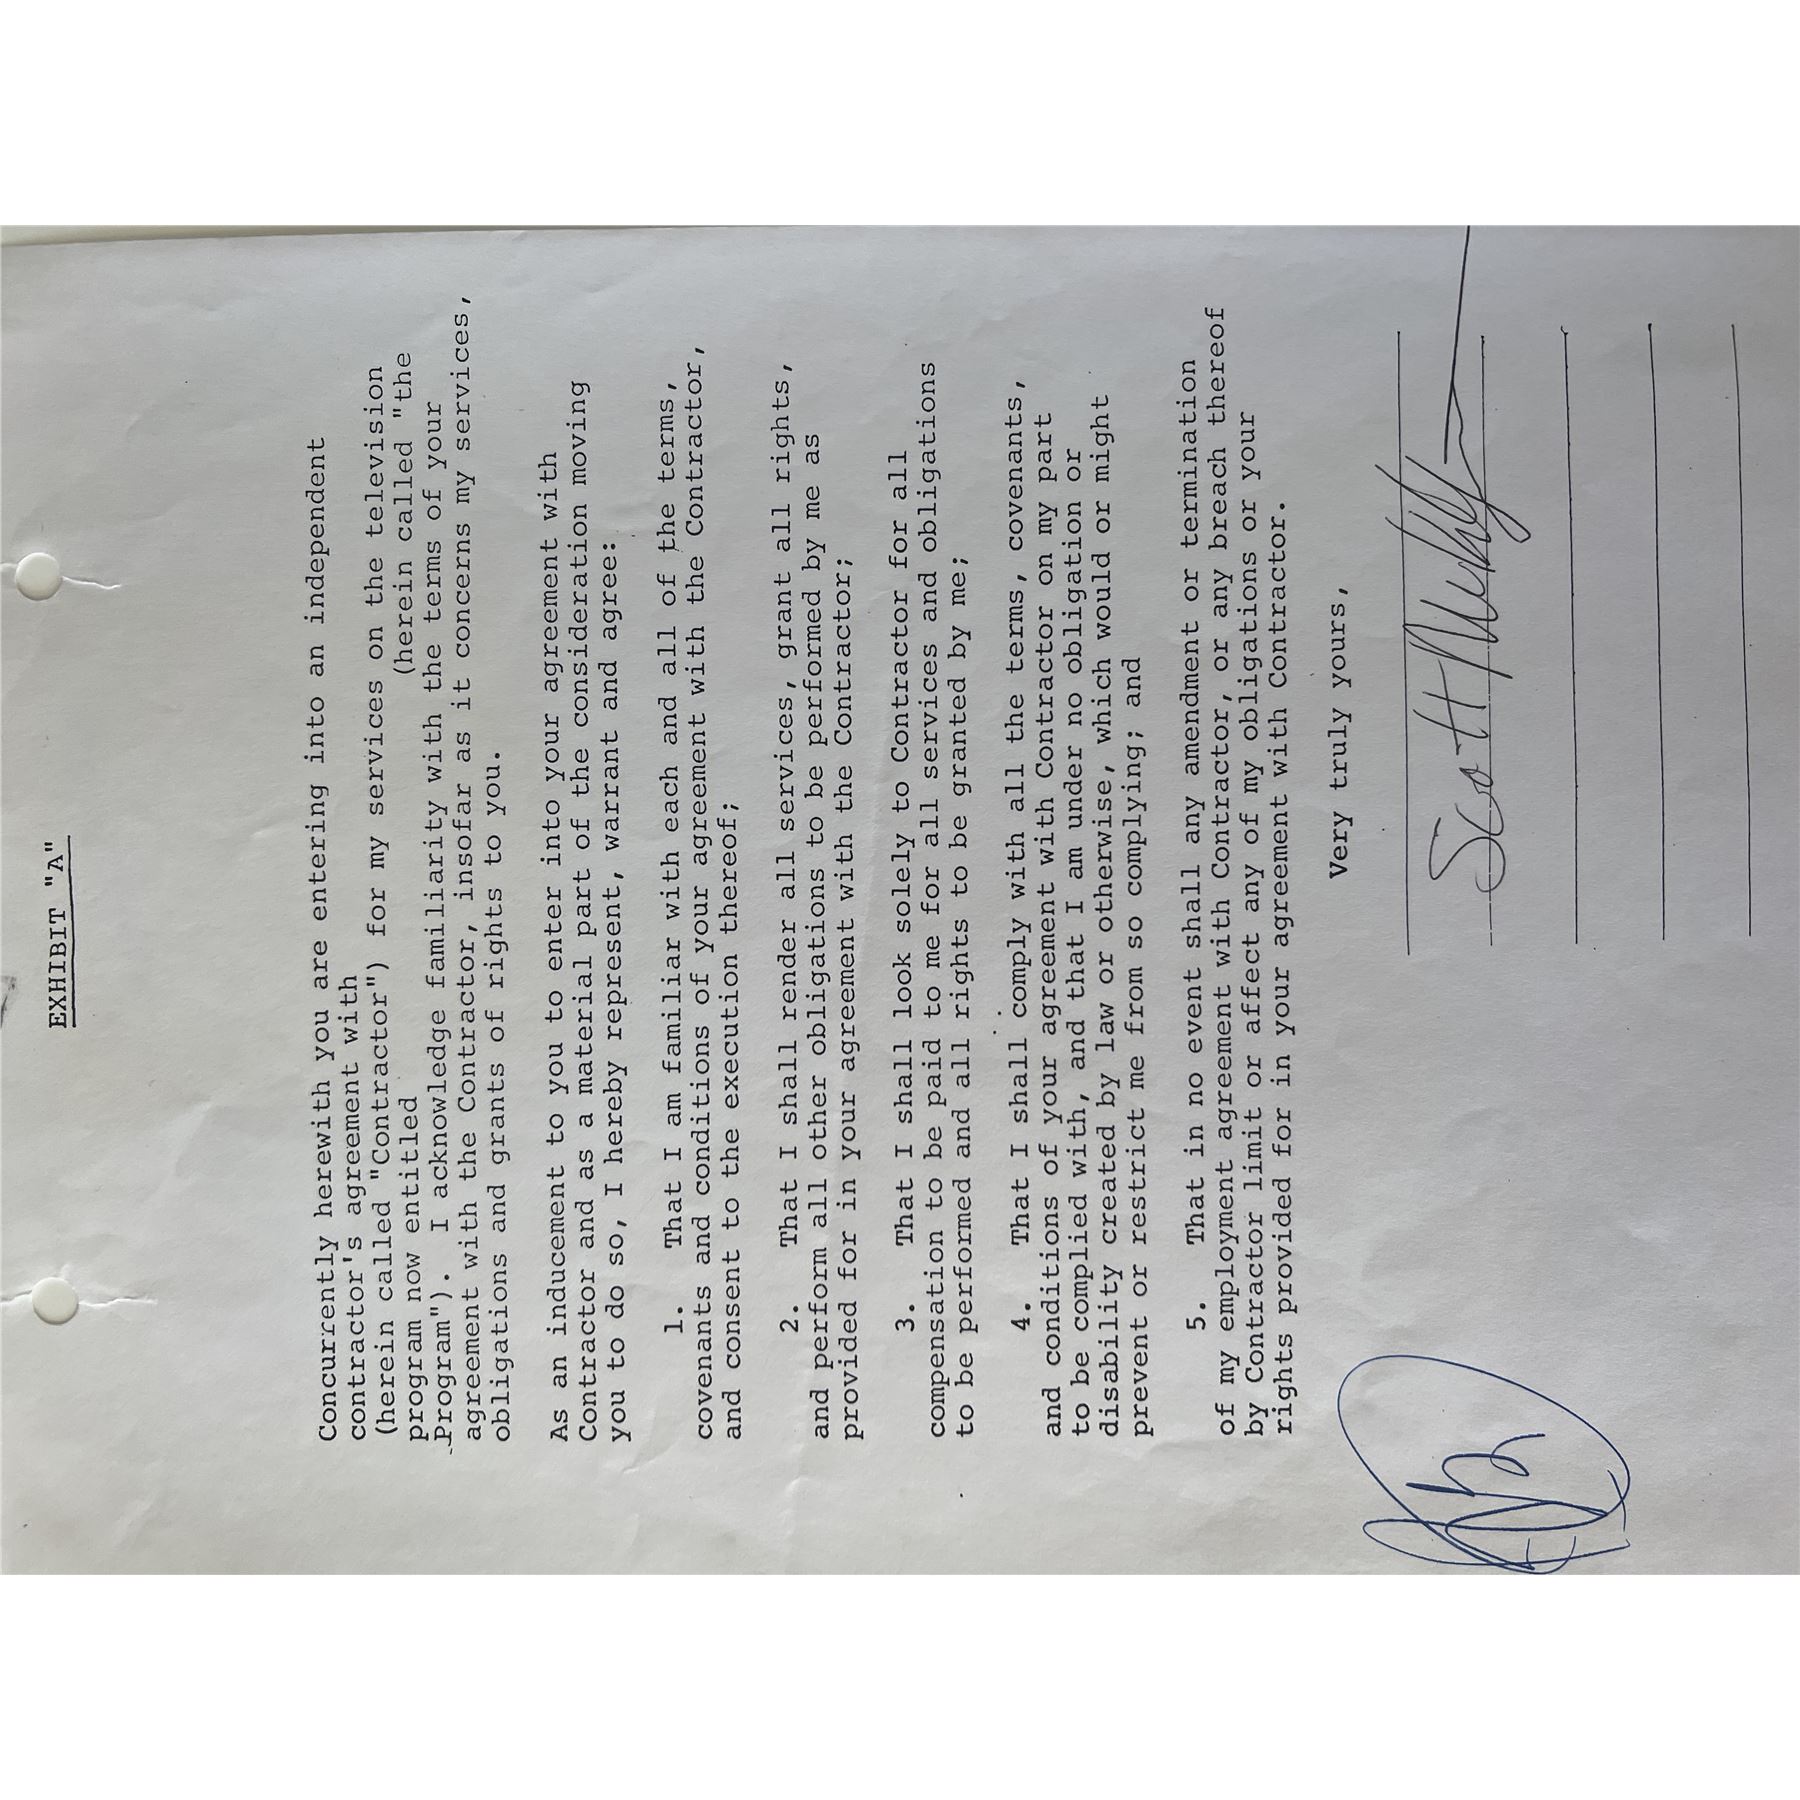 EXHIBIT "A"
Concurrently herewith you are entering into an independent
contractor's agreement with
(herein called "Contractor") for my services on the television
program now entitled (herein called "the
Program"). I acknowledge familiarity with the terms of your
agreement with the Contractor, insofar as it concerns my services,
obligations and grants of rights to you.
As an inducement to you to enter into your agreement with
Contractor and as a material part of the consideration moving
you to do so, I hereby represent, warrant and agree:
1. That I am familiar with each and all of the terms,
covenants and conditions of your agreement with the Contractor,
and consent to the execution thereof;
2. That I shall render all services, grant all rights,
and perform all other obligations to be performed by me as
provided for in your agreement with the Contractor;
3. That I shall look solely to Contractor for all
compensation to be paid to me for all services and obligations
to be performed and all rights to be granted by me;
4. That I shall comply with all the terms, covenants,
and conditions of your agreement with Contractor on my part
to be complied with, and that I am under no obligation or
disability created by law or otherwise, which would or might
prevent or restrict me from so complying; and
5. That in no event shall any amendment or termination
of my employment agreement with Contractor, or any breach thereof
by Contractor limit or affect any of my obligations or your
rights provided for in your agreement with Contractor.
Very truly yours,
Scott